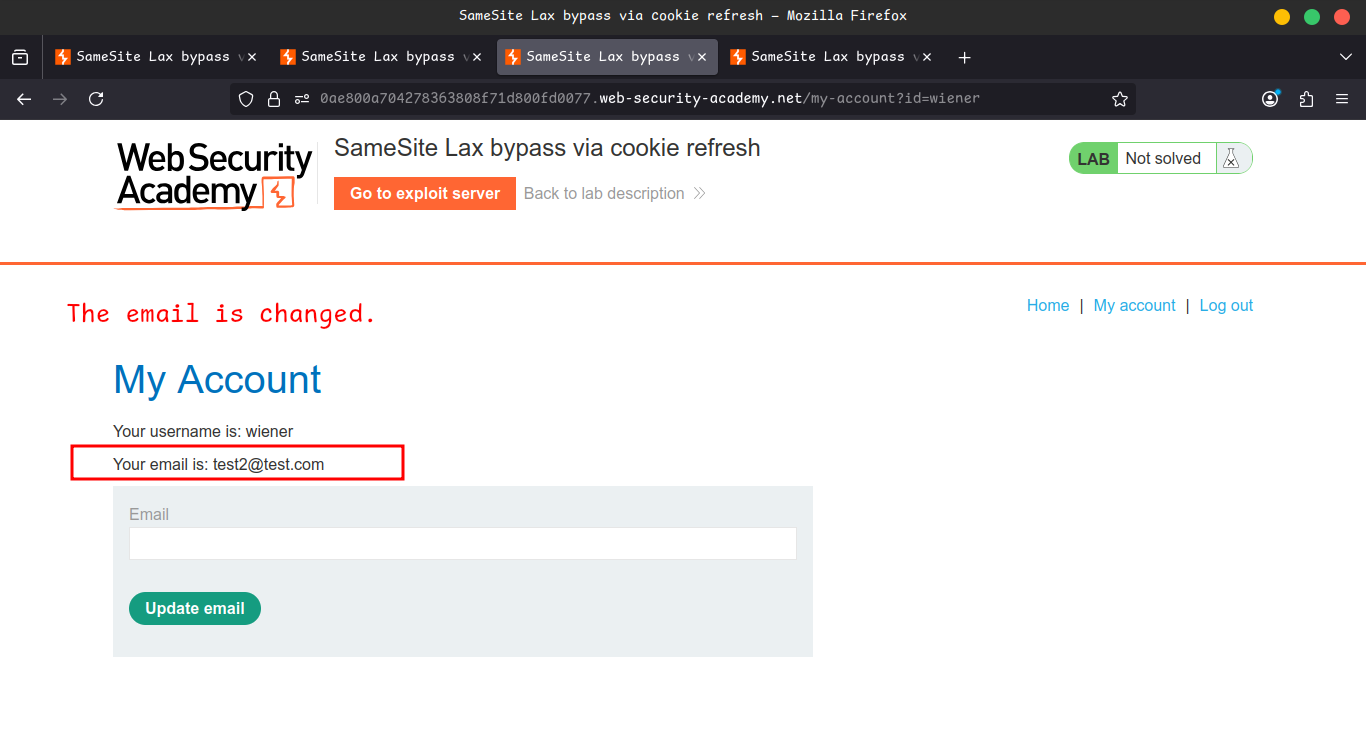 SameSite Lax bypass via cookie refresh — Mozilla Firefox
SameSite Lax bypass v
SameSite Lax bypass v
SameSite Lax bypass v
SameSite Lax bypass v
0ae800a704278363808f71d800fd0077.web-security-academy.net/my-account?id=wiener
Web Security
Academy
SameSite Lax bypass via cookie refresh
LAB Not solved
Go to exploit server Back to lab description
The email is changed.
Home | My account | Log out
My Account
Your username is: wiener
Your email is: test2@test.com
Email
Update email